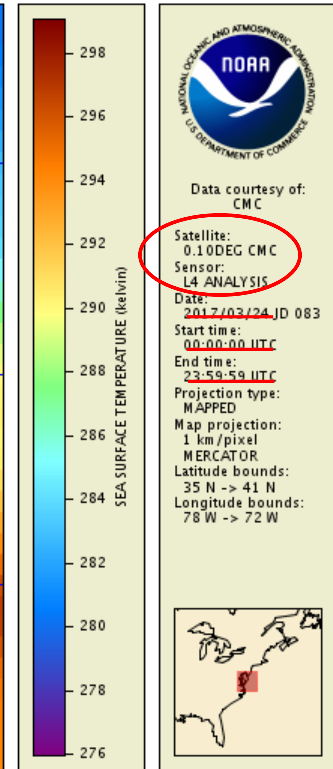 298
296
294
292
290
288
286
284
282
280
278
276
SEA SURFACE TEMPERATURE (kelvin)
NATIONAL OCEANIC AND ATMOSPHERIC ADMINISTRATION
NOAA
U.S. DEPARTMENT OF COMMERCE
Data courtesy of:
CMC
Satellite:
0.10DEG CMC
Sensor:
L4 ANALYSIS
Date:
2017/03/24 JD 083
Start time:
00:00:00 UTC
End time:
23:59:59 UTC
Projection type:
MAPPED
Map projection:
1 km/pixel
MERCATOR
Latitude bounds:
35 N -> 41 N
Longitude bounds:
78 W -> 72 W